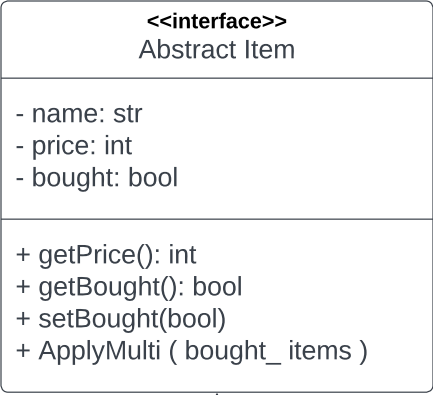 <<interface>>
Abstract Item
- name: str
- price: int
- bought: bool
+ getPrice(): int
+ getBought(): bool
+ setBought(bool)
+ ApplyMulti ( bought_ items )